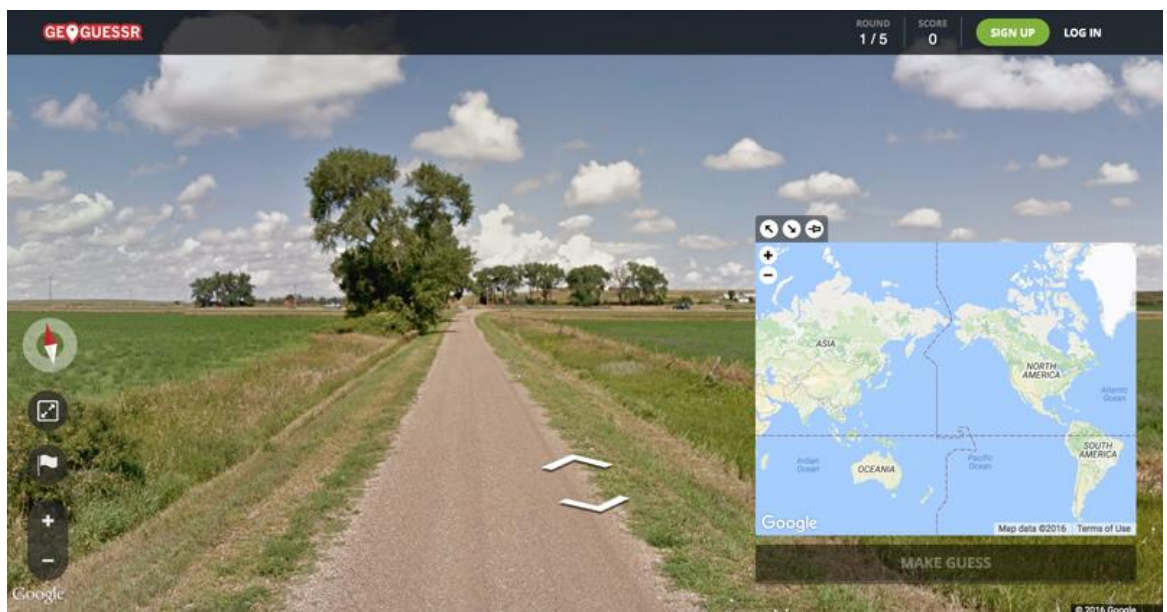 GEOGUESSR
ROUND
1 / 5
SCORE
0
SIGN UP
LOG IN
+
−
ASIA
NORTH
AMERICA
Atlantic
Ocean
Indian
Ocean
OCEANIA
Pacific
Ocean
SOUTH
AMERICA
Google
Map data ©2016
Terms of Use
MAKE GUESS
+
−
Google
© 2016 Google